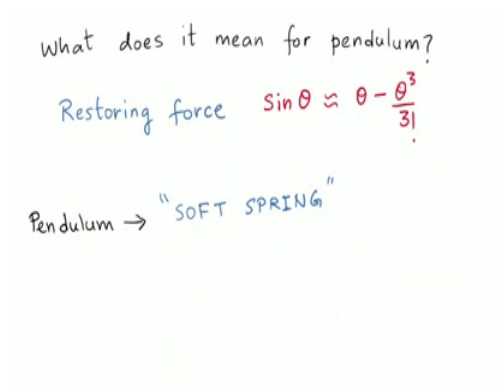 What does it mean for pendulum?
Restoring force sin θ ≈ θ - θ³/3!
Pendulum → "SOFT SPRING"